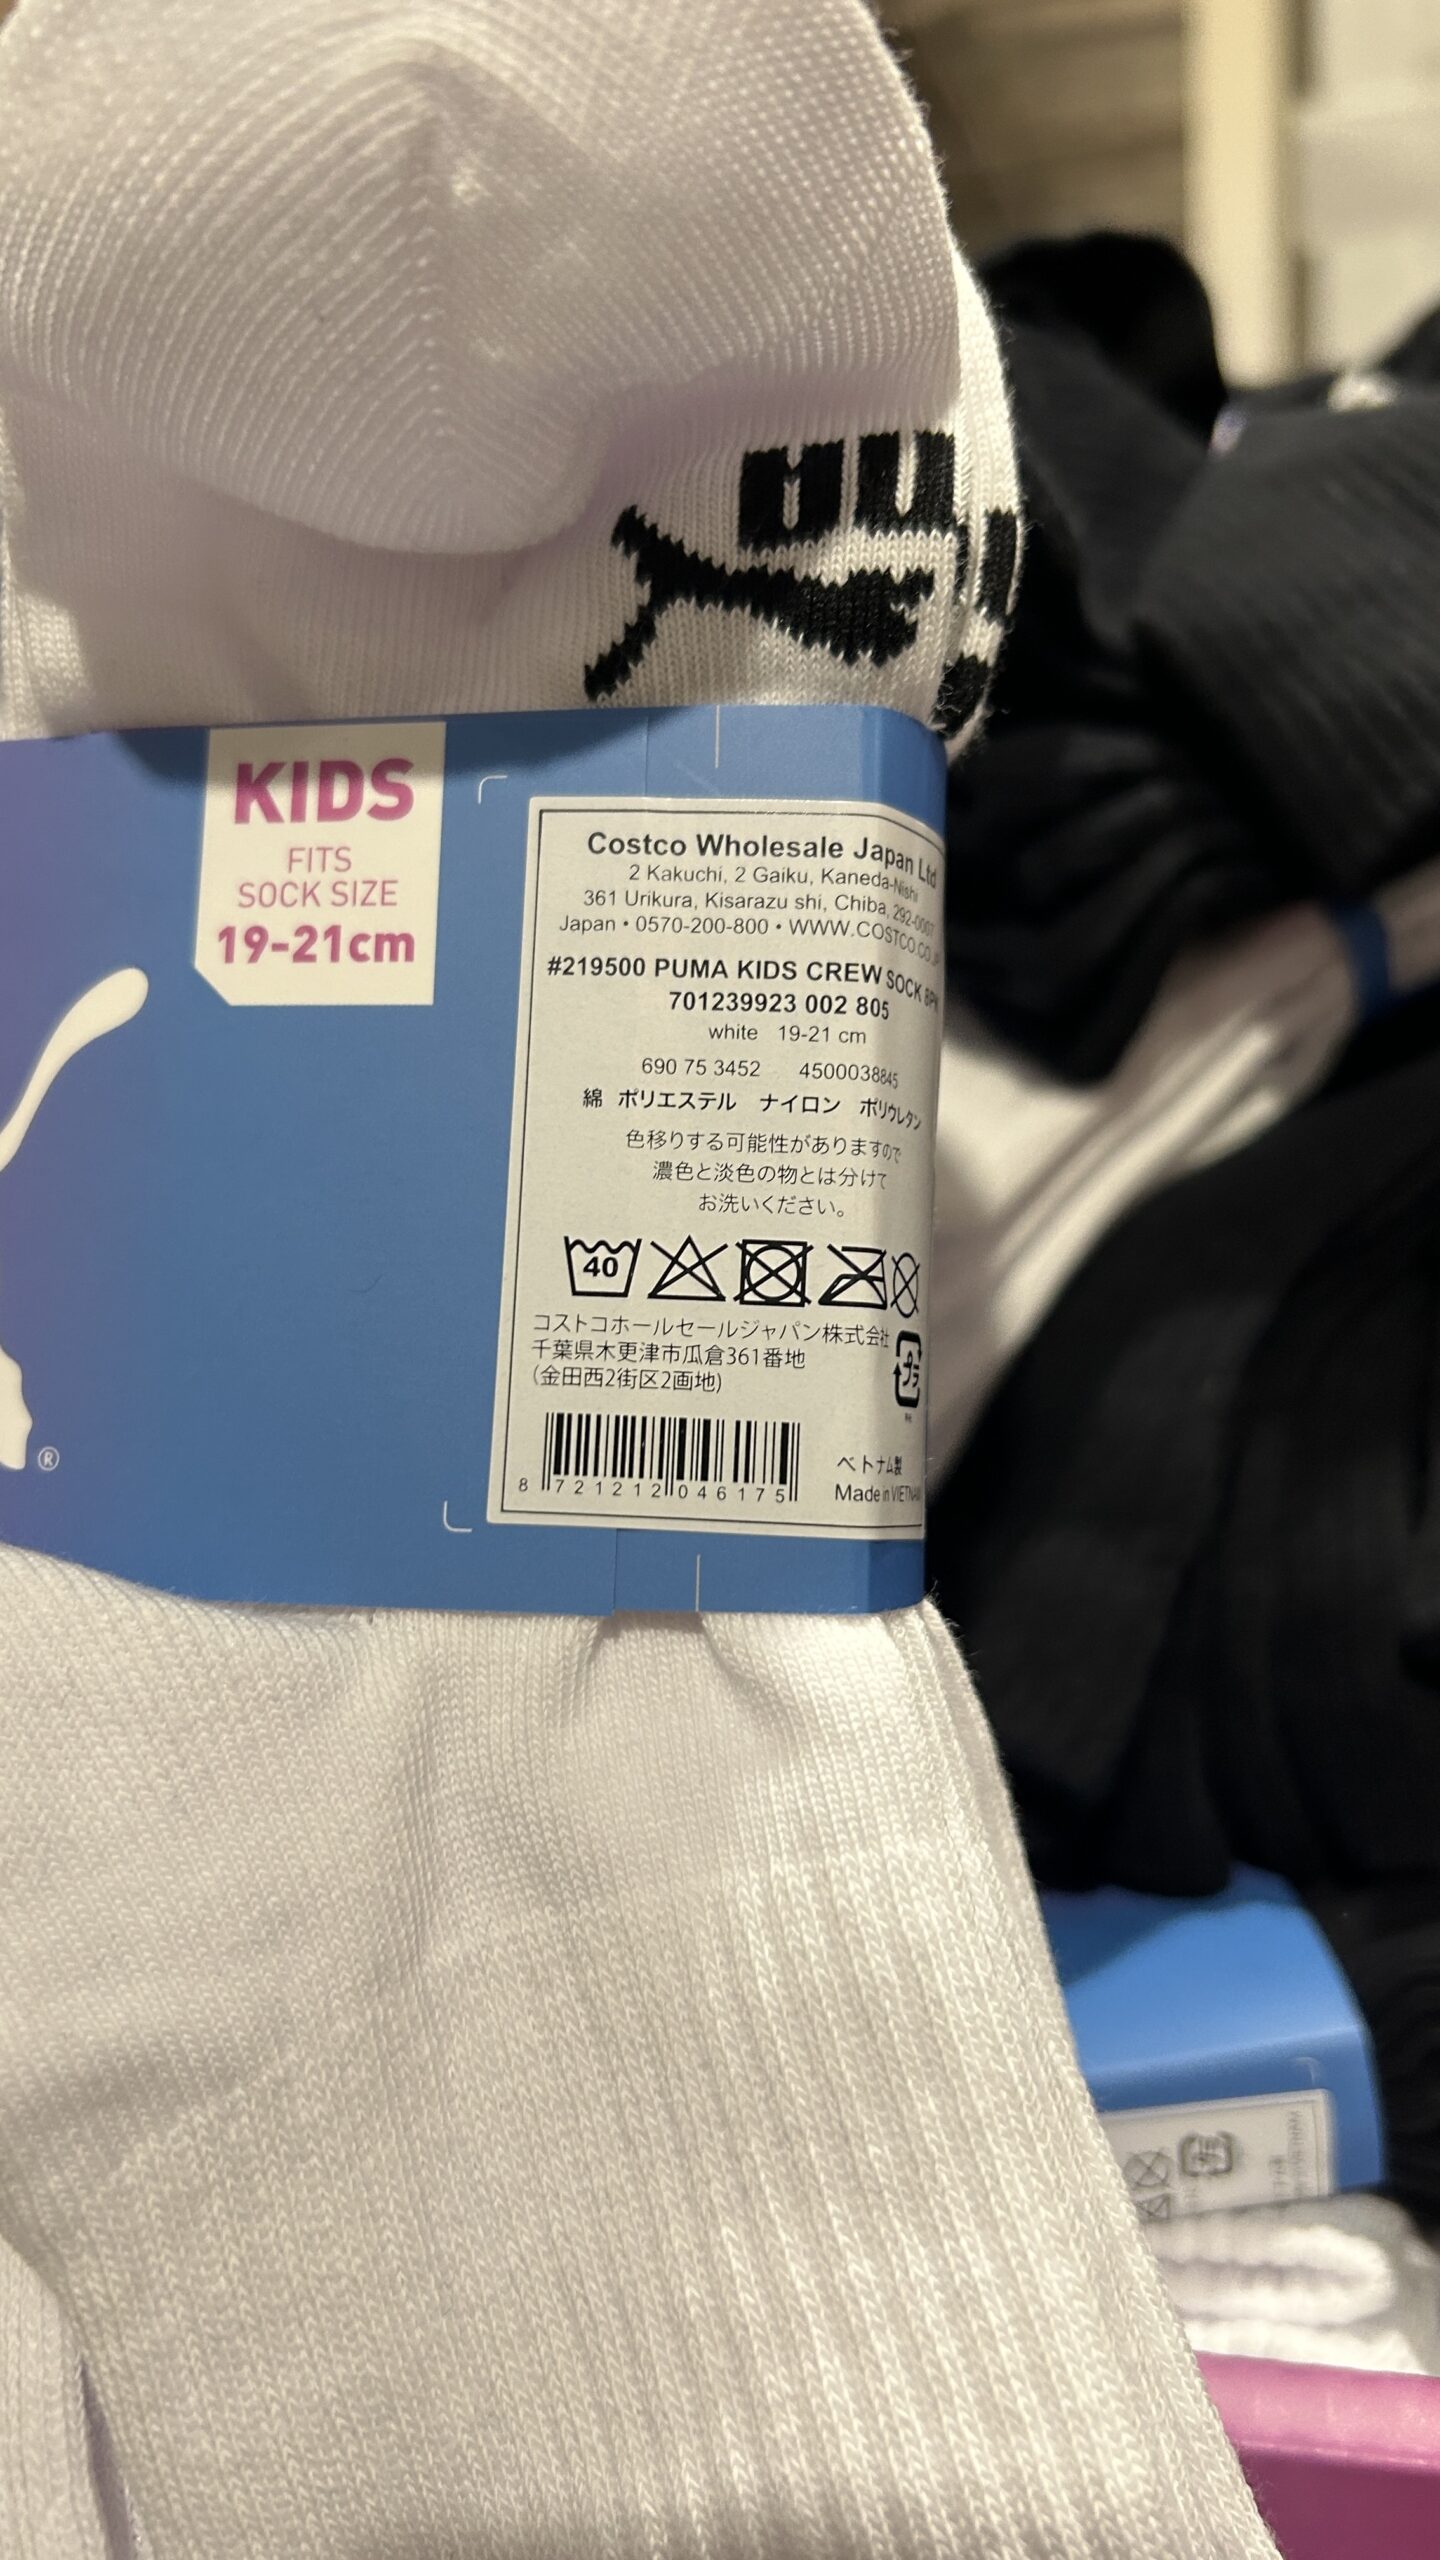 KIDS
FITS
SOCK SIZE
19-21cm
®
Costco Wholesale Japan Ltd
2 Kakuchi, 2 Gaiku, Kaneda-Nishi
361 Urikura, Kisarazu shi, Chiba, 292-0007
Japan • 0570-200-800 • WWW.COSTCO.CO.JP
#219500 PUMA KIDS CREW SOCK 8PK
701239923 002 805
white 19-21 cm
690 75 3452 4500038845
綿 ポリエステル ナイロン ポリウレタン
色移りする可能性がありますので
濃色と淡色の物とは分けて
お洗いください。
40
コストコホールセールジャパン株式会社
千葉県木更津市瓜倉361番地
(金田西2街区2画地)
プラ
8 721212 046175
ベトナム製
Made in VIETNAM